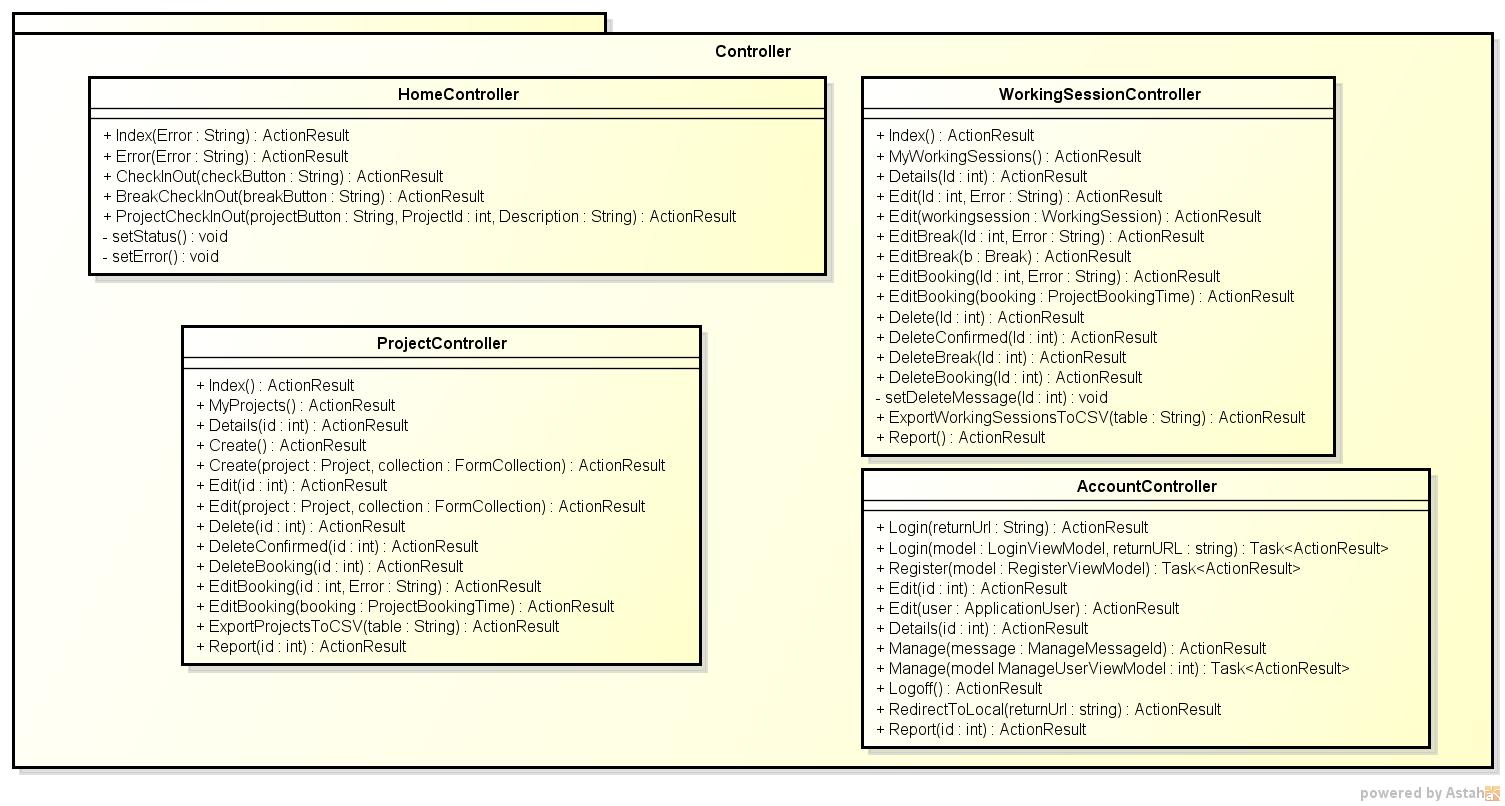 Controller
HomeController
+ Index(Error : String) : ActionResult
+ Error(Error : String) : ActionResult
+ CheckInOut(checkButton : String) : ActionResult
+ BreakCheckInOut(breakButton : String) : ActionResult
+ ProjectCheckInOut(projectButton : String, ProjectId : int, Description : String) : ActionResult
- setStatus() : void
- setError() : void
WorkingSessionController
+ Index() : ActionResult
+ MyWorkingSessions() : ActionResult
+ Details(Id : int) : ActionResult
+ Edit(Id : int, Error : String) : ActionResult
+ Edit(workingsession : WorkingSession) : ActionResult
+ EditBreak(Id : int, Error : String) : ActionResult
+ EditBreak(b : Break) : ActionResult
+ EditBooking(Id : int, Error : String) : ActionResult
+ EditBooking(booking : ProjectBookingTime) : ActionResult
+ Delete(Id : int) : ActionResult
+ DeleteConfirmed(Id : int) : ActionResult
+ DeleteBreak(Id : int) : ActionResult
+ DeleteBooking(Id : int) : ActionResult
- setDeleteMessage(Id : int) : void
+ ExportWorkingSessionsToCSV(table : String) : ActionResult
+ Report() : ActionResult
ProjectController
+ Index() : ActionResult
+ MyProjects() : ActionResult
+ Details(id : int) : ActionResult
+ Create() : ActionResult
+ Create(project : Project, collection : FormCollection) : ActionResult
+ Edit(id : int) : ActionResult
+ Edit(project : Project, collection : FormCollection) : ActionResult
+ Delete(id : int) : ActionResult
+ DeleteConfirmed(id : int) : ActionResult
+ DeleteBooking(id : int) : ActionResult
+ EditBooking(id : int, Error : String) : ActionResult
+ EditBooking(booking : ProjectBookingTime) : ActionResult
+ ExportProjectsToCSV(table : String) : ActionResult
+ Report(id : int) : ActionResult
AccountController
+ Login(returnUrl : String) : ActionResult
+ Login(model : LoginViewModel, returnURL : string) : Task<ActionResult>
+ Register(model : RegisterViewModel) : Task<ActionResult>
+ Edit(id : int) : ActionResult
+ Edit(user : ApplicationUser) : ActionResult
+ Details(id : int) : ActionResult
+ Manage(message : ManageMessageId) : ActionResult
+ Manage(model ManageUserViewModel : int) : Task<ActionResult>
+ Logoff() : ActionResult
+ RedirectToLocal(returnUrl : string) : ActionResult
+ Report(id : int) : ActionResult
powered by Astah